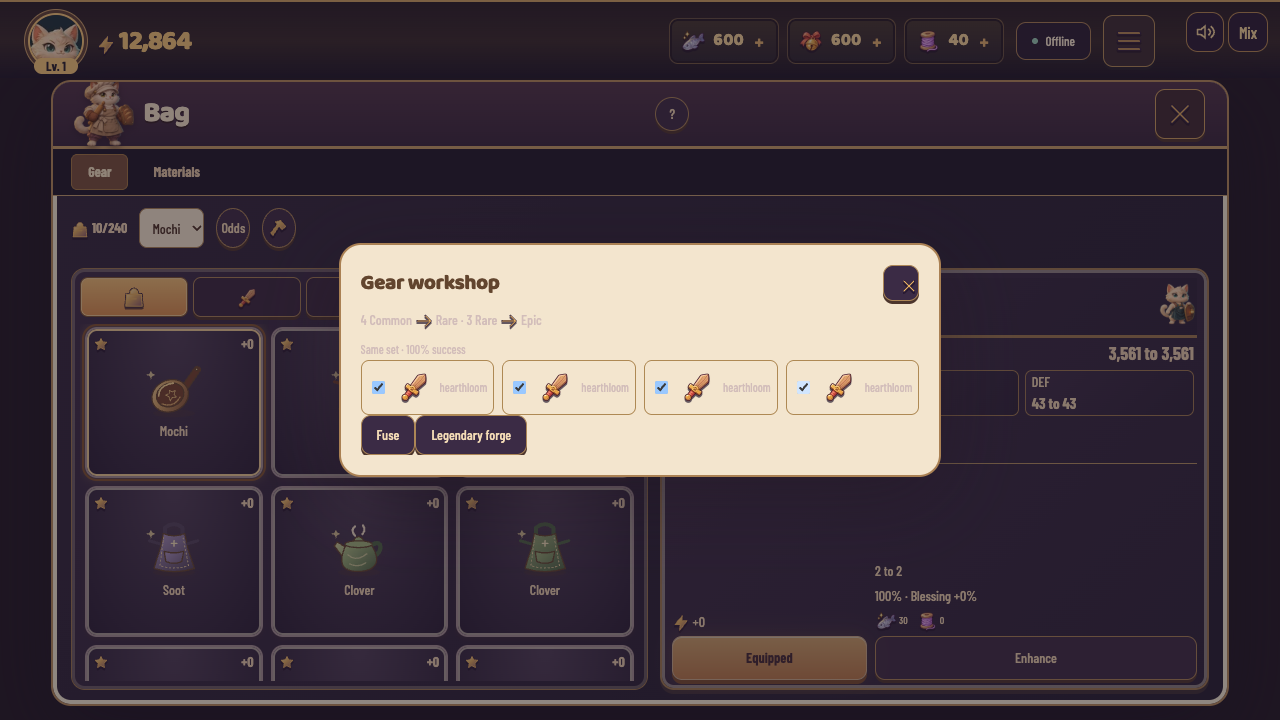 12,864
Lv. 1
600 +
600 +
40 +
Offline
Mix
Bag
?
Gear
Materials
10/240
Mochi
Odds
Gear workshop
4 Common Rare · 3 Rare Epic
Same set · 100% success
hearthloom
hearthloom
hearthloom
hearthloom
Fuse
Legendary forge
+0
Mochi
3,561 to 3,561
DEF
43 to 43
+0
Soot
+0
Clover
+0
Clover
+0
+0
+0
2 to 2
100% · Blessing +0%
30
0
+0
Equipped
Enhance